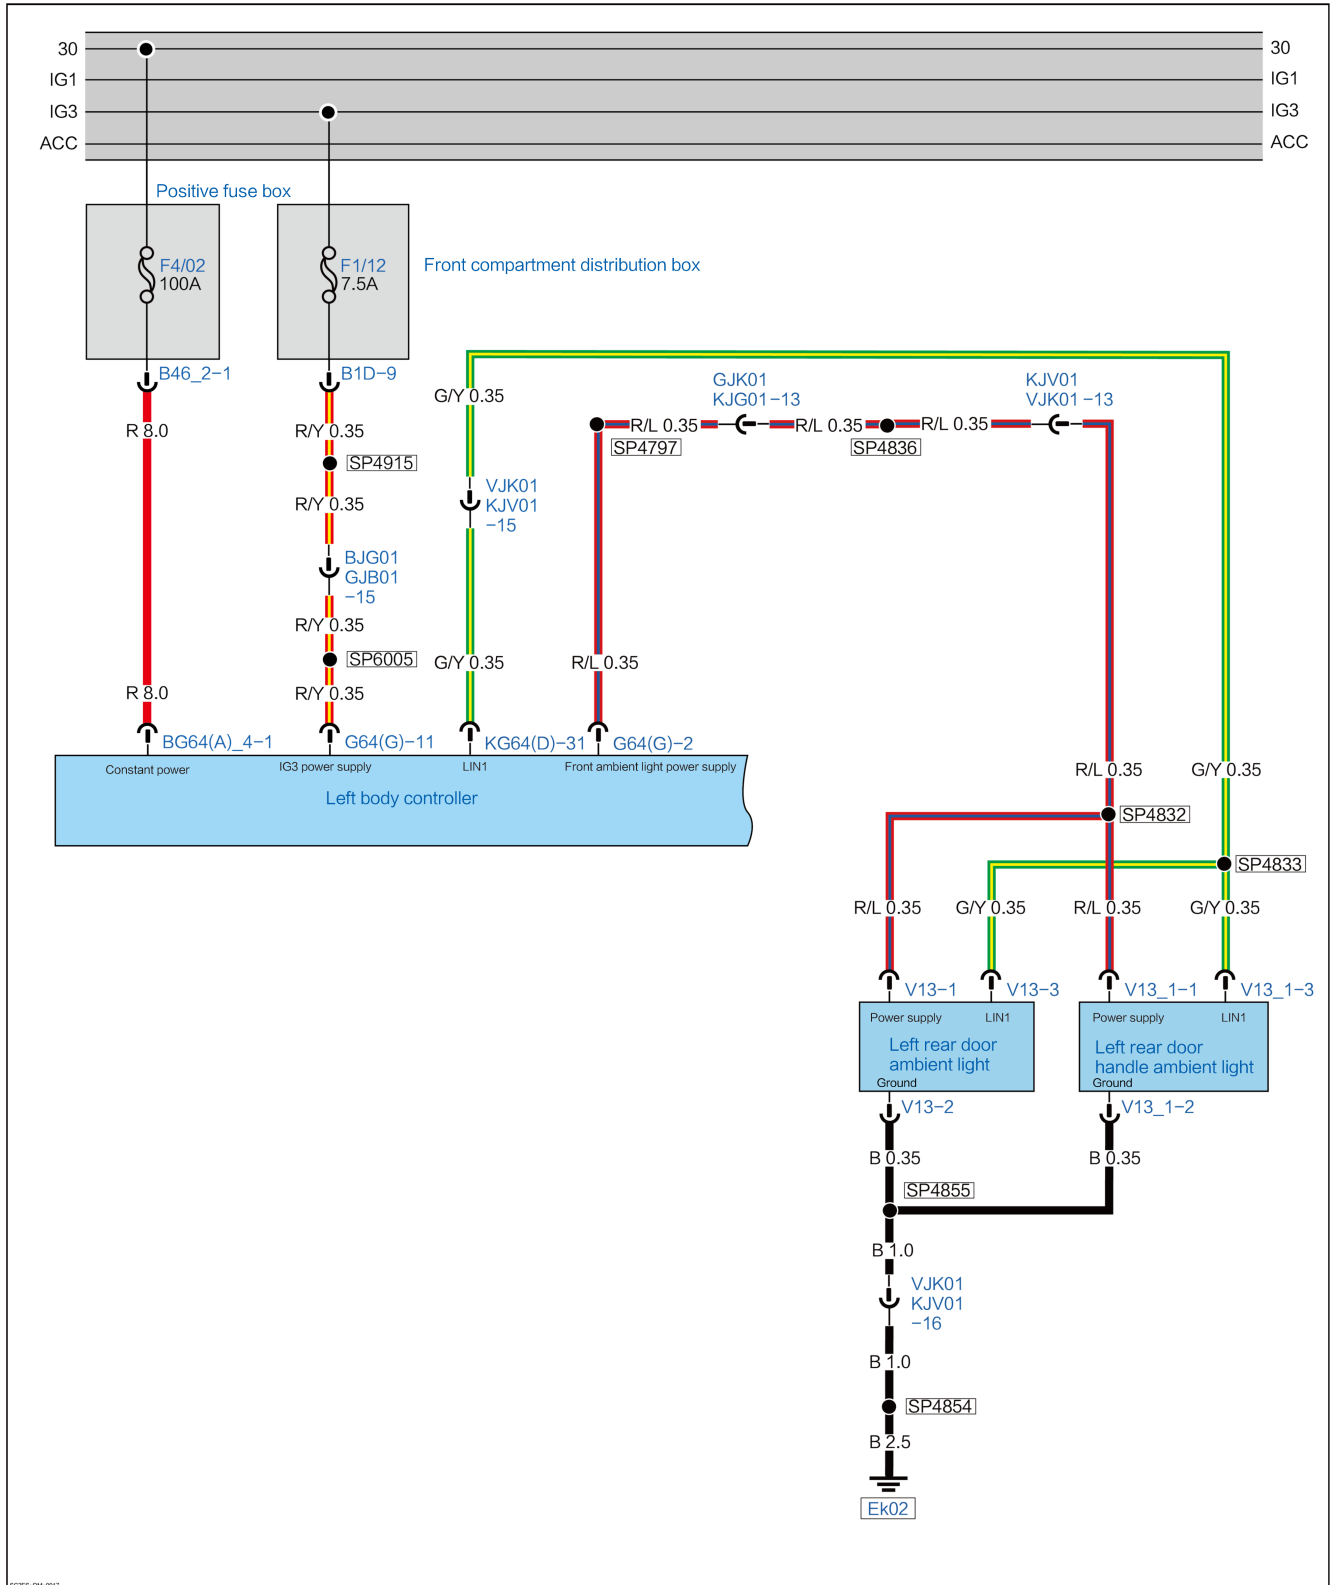 30
30
IG1
IG1
IG3
IG3
ACC
ACC
Positive fuse box
F4/02
100A
F1/12
7.5A
Front compartment distribution box
B46_2-1
B1D-9
G/Y 0.35
GJK01
KJG01-13
KJV01
VJK01-13
R 8.0
R/Y 0.35
R/L 0.35
R/L 0.35
R/L 0.35
SP4915
SP4797
SP4836
R/Y 0.35
VJK01
KJV01
-15
BJG01
GJB01
-15
R/Y 0.35
SP6005
G/Y 0.35
R/L 0.35
R 8.0
R/Y 0.35
BG64(A)_4-1
G64(G)-11
KG64(D)-31
G64(G)-2
Constant power
IG3 power supply
LIN1
Front ambient light power supply
Left body controller
R/L 0.35
G/Y 0.35
SP4832
SP4833
R/L 0.35
G/Y 0.35
R/L 0.35
G/Y 0.35
V13-1
V13-3
V13_1-1
V13_1-3
Power supply
LIN1
Power supply
LIN1
Left rear door
ambient light
Left rear door
handle ambient light
Ground
Ground
V13-2
V13_1-2
B 0.35
B 0.35
SP4855
B 1.0
VJK01
KJV01
-16
B 1.0
SP4854
B 2.5
Ek02